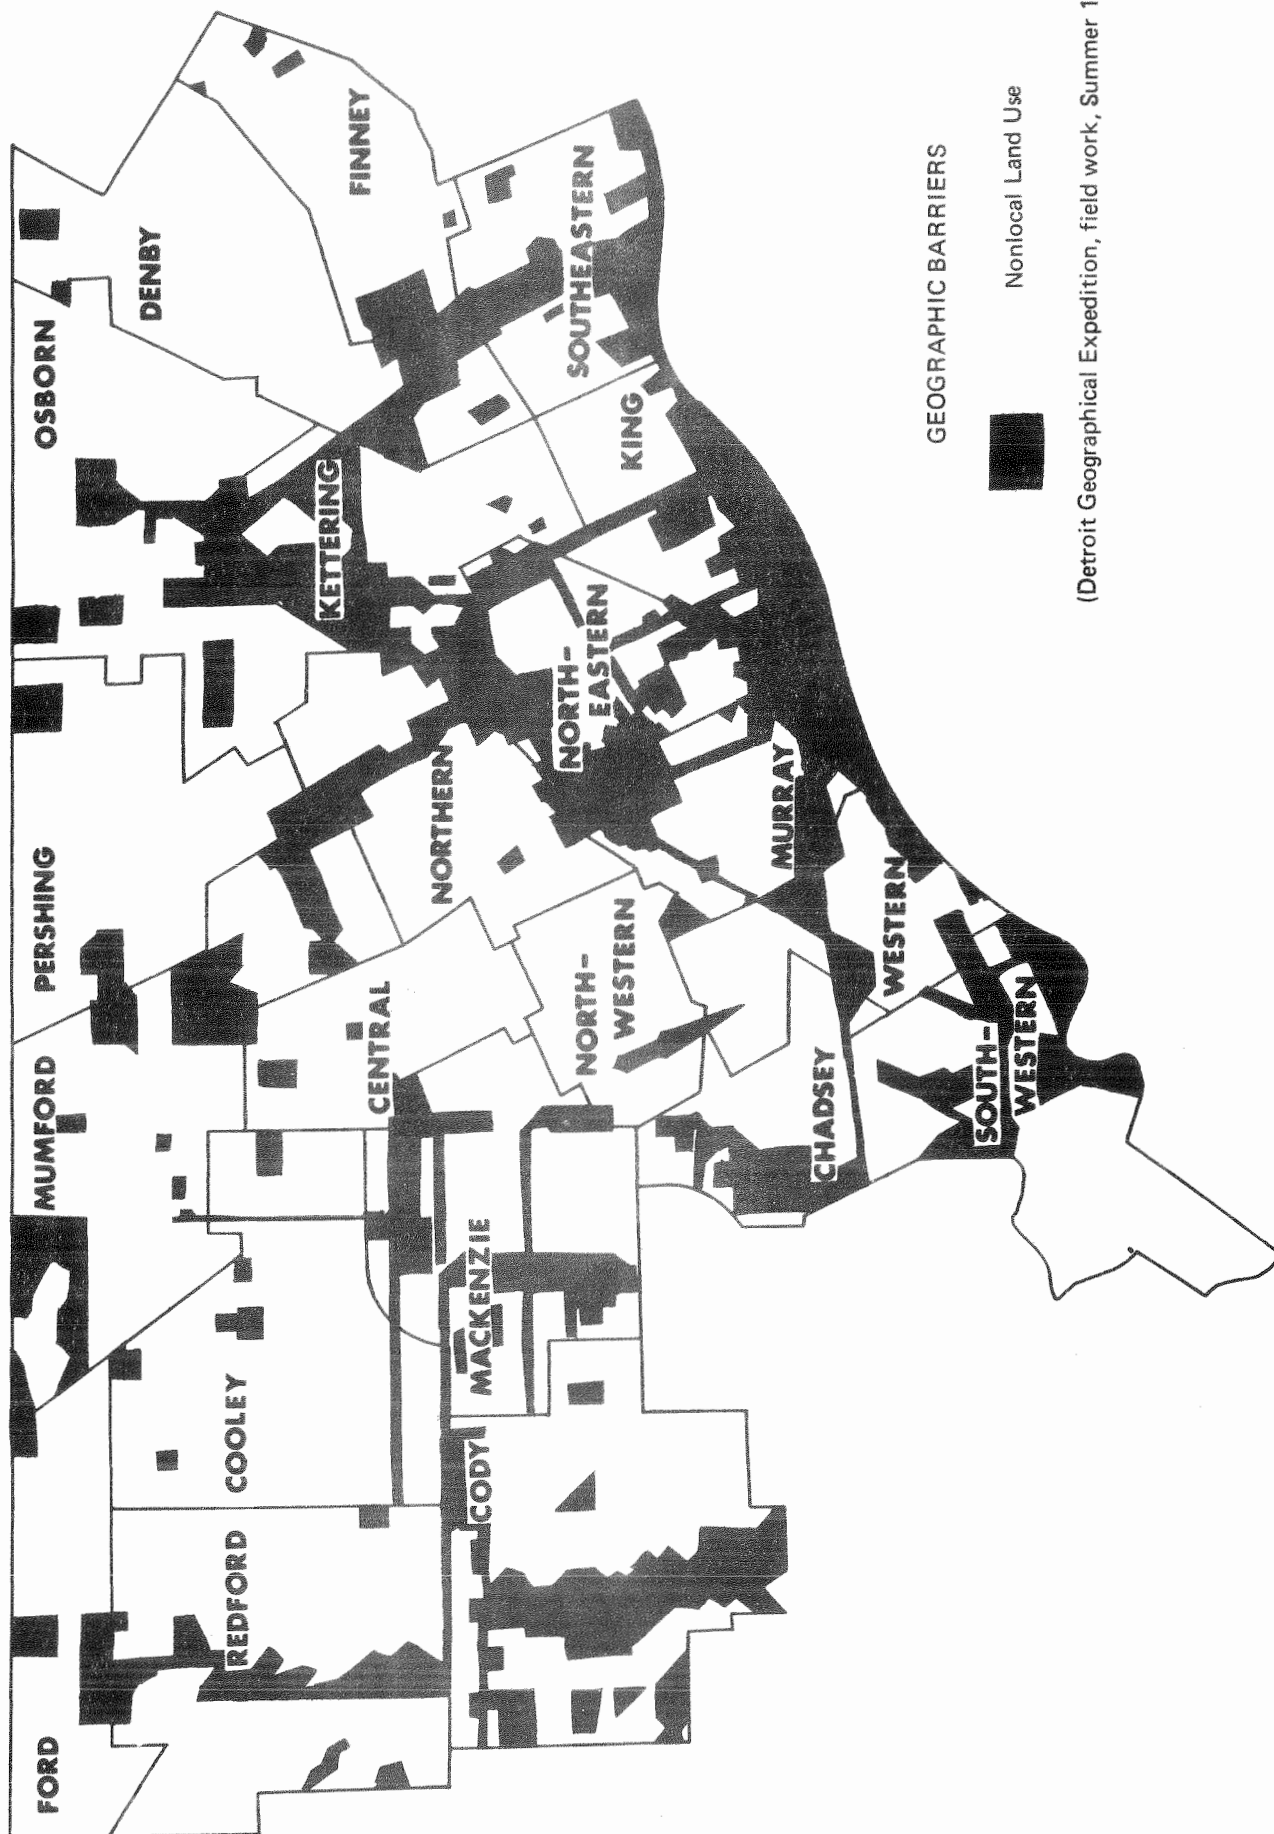 FORD
REDFORD
COOLEY
MUMFORD
PERSHING
OSBORN
DENBY
FINNEY
CODY
MACKENZIE
CENTRAL
NORTHERN
KETTERING
NORTH-
WESTERN
NORTH-
EASTERN
KING
SOUTHEASTERN
CHADSEY
MURRAY
WESTERN
SOUTH-
WESTERN
GEOGRAPHIC BARRIERS
Nonlocal Land Use
(Detroit Geographical Expedition, field work, Summer 1